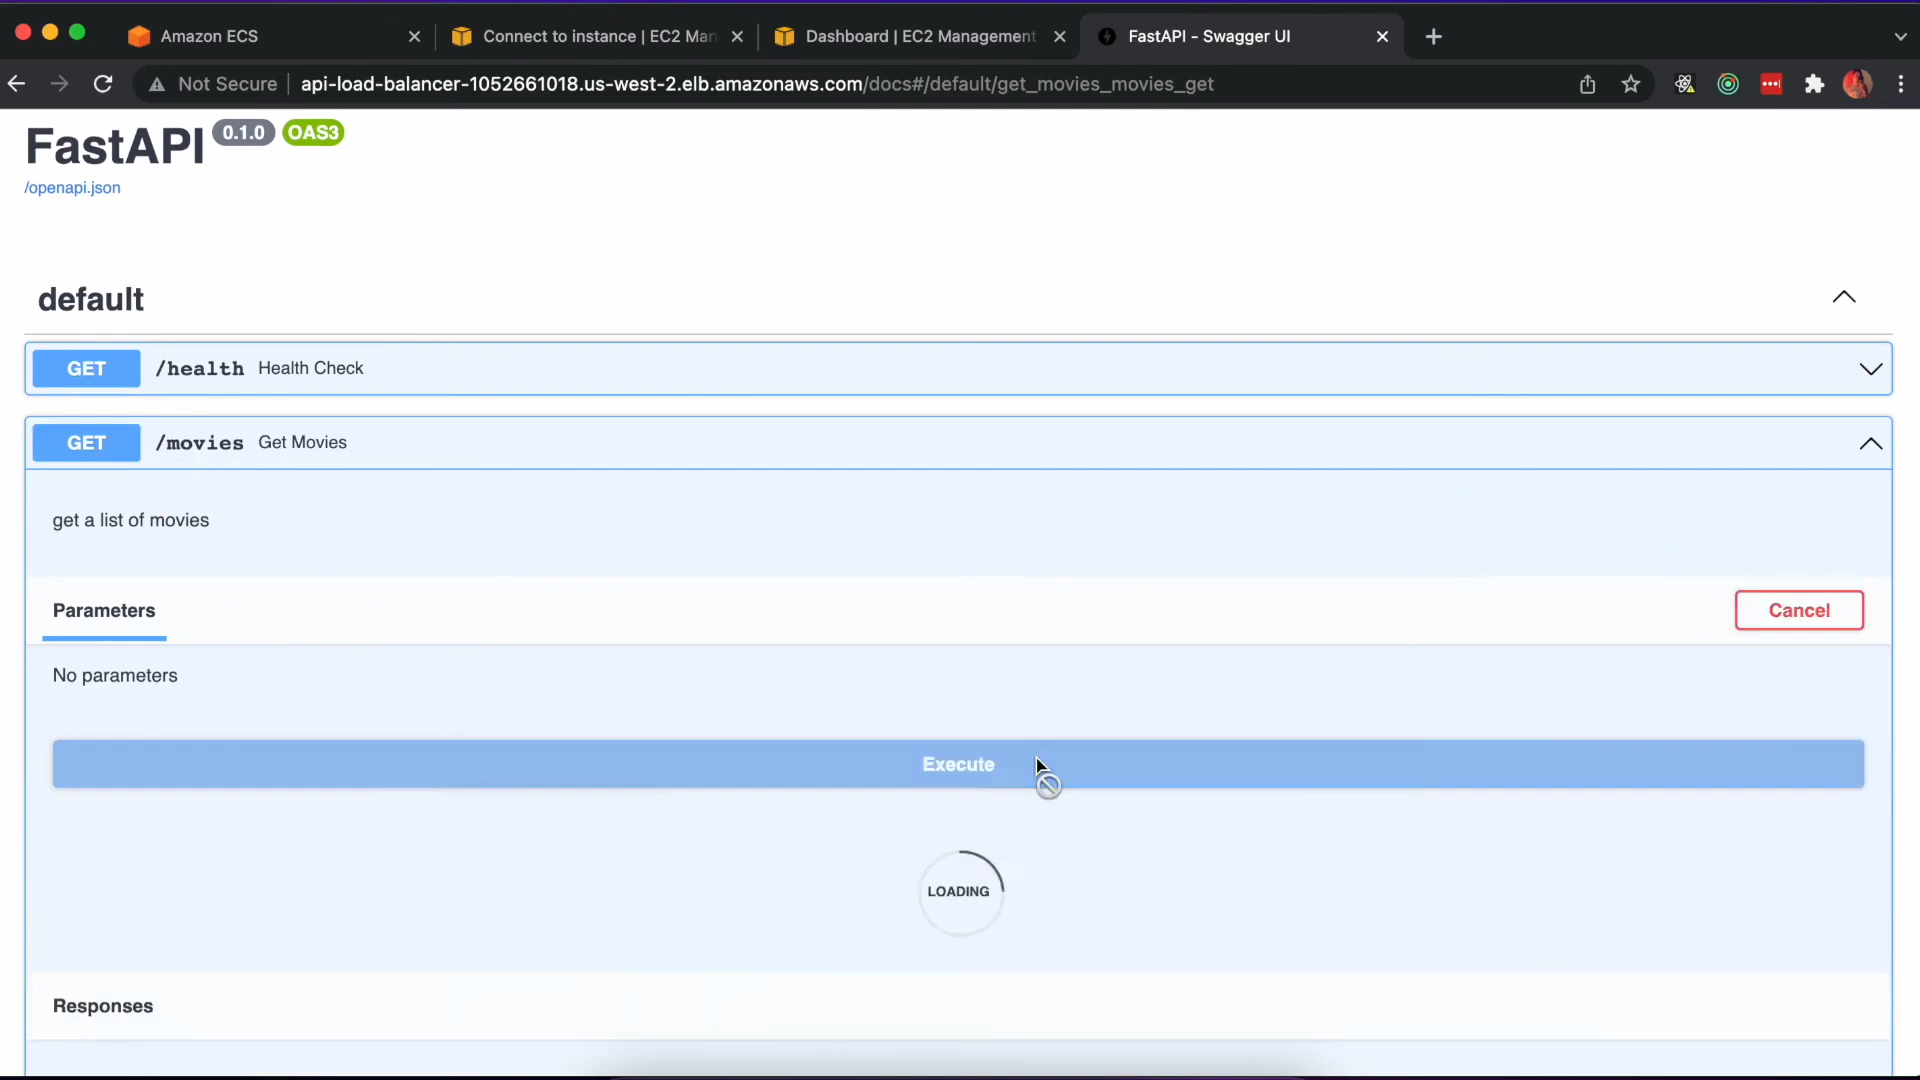 Amazon ECS
Connect to instance | EC2 Man
Dashboard | EC2 Management
FastAPI - Swagger UI
Not Secure
api-load-balancer-1052661018.us-west-2.elb.amazonaws.com/docs#/default/get_movies_movies_get
FastAPI 0.1.0 OAS3
/openapi.json
default
GET /health Health Check
GET /movies Get Movies
get a list of movies
Parameters
Cancel
No parameters
Execute
LOADING
Responses